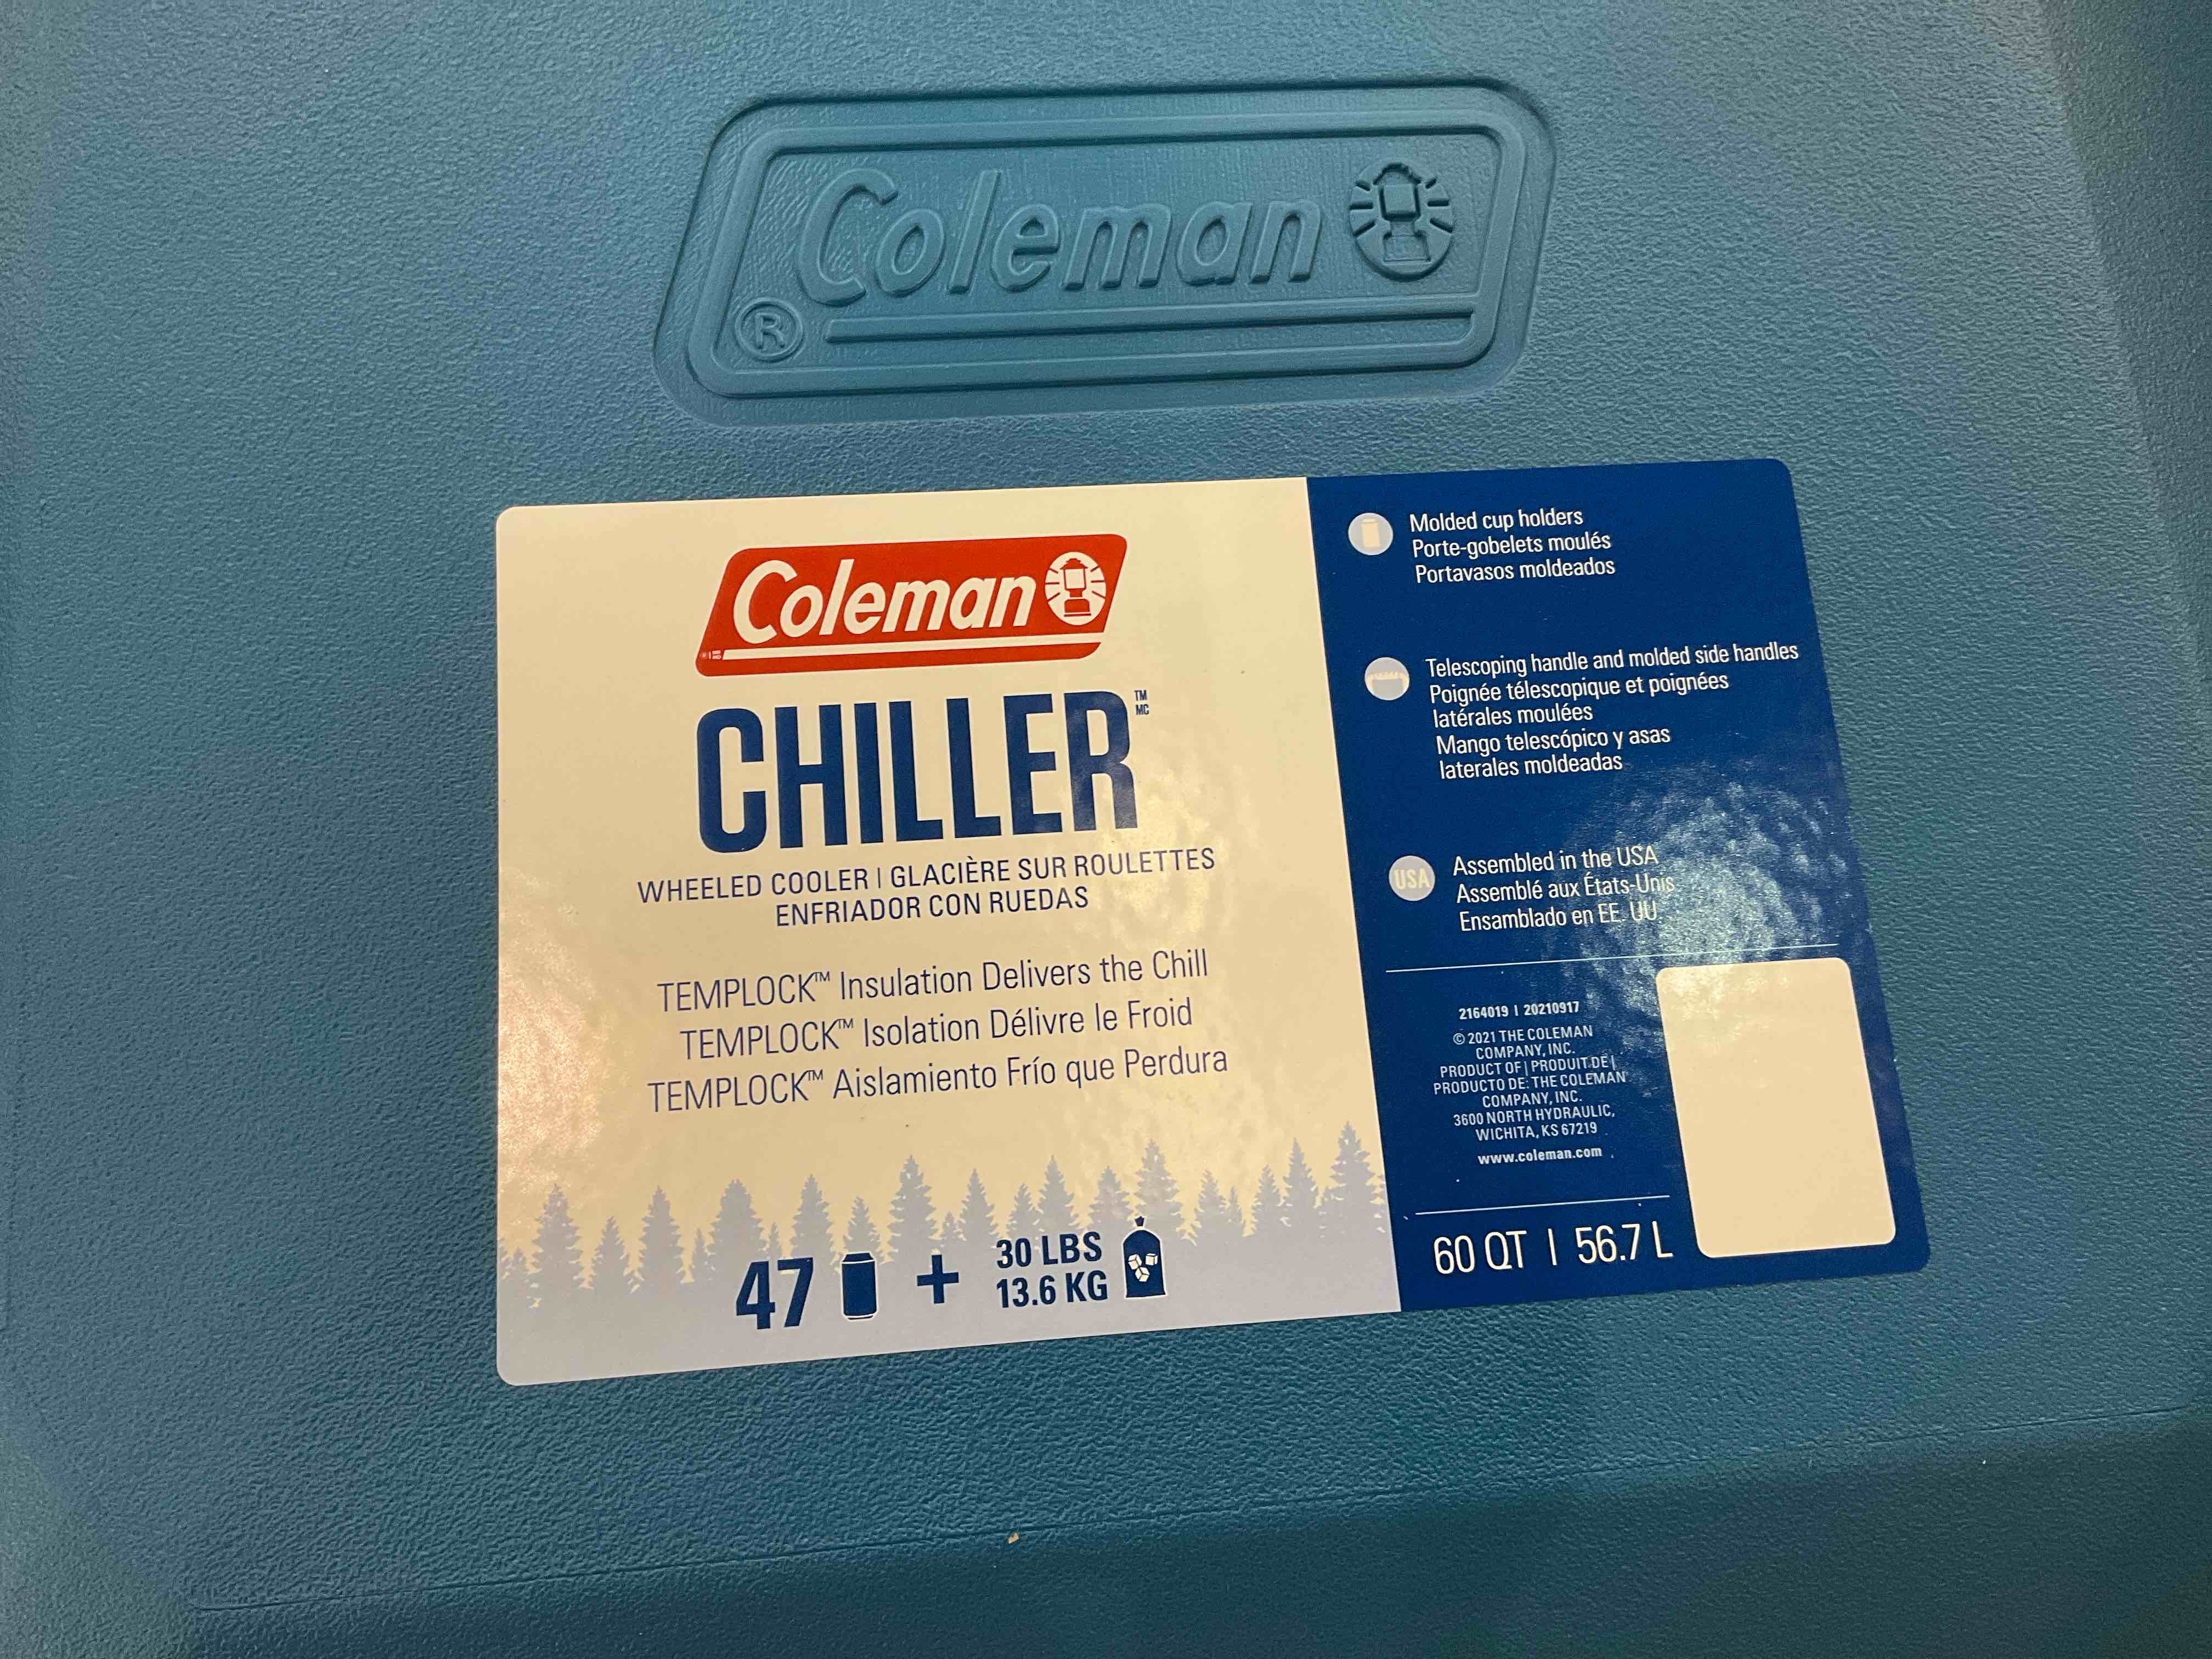 Coleman
®
Coleman
CHILLER™
MC
WHEELED COOLER | GLACIÈRE SUR ROULETTES
ENFRIADOR CON RUEDAS
TEMPLOCK™ Insulation Delivers the Chill
TEMPLOCK™ Isolation Délivre le Froid
TEMPLOCK™ Aislamiento Frío que Perdura
47 + 30 LBS
13.6 KG
Molded cup holders
Porte-gobelets moulés
Portavasos moldeados
Telescoping handle and molded side handles
Poignée télescopique et poignées
latérales moulées
Mango telescópico y asas
laterales moldeadas
USA
Assembled in the USA
Assemblé aux États-Unis
Ensamblado en EE. UU.
2164019 | 20210917
© 2021 THE COLEMAN
COMPANY, INC.
PRODUCT OF | PRODUIT DE |
PRODUCTO DE: THE COLEMAN
COMPANY, INC.
3600 NORTH HYDRAULIC,
WICHITA, KS 67219
www.coleman.com
60 QT | 56.7 L